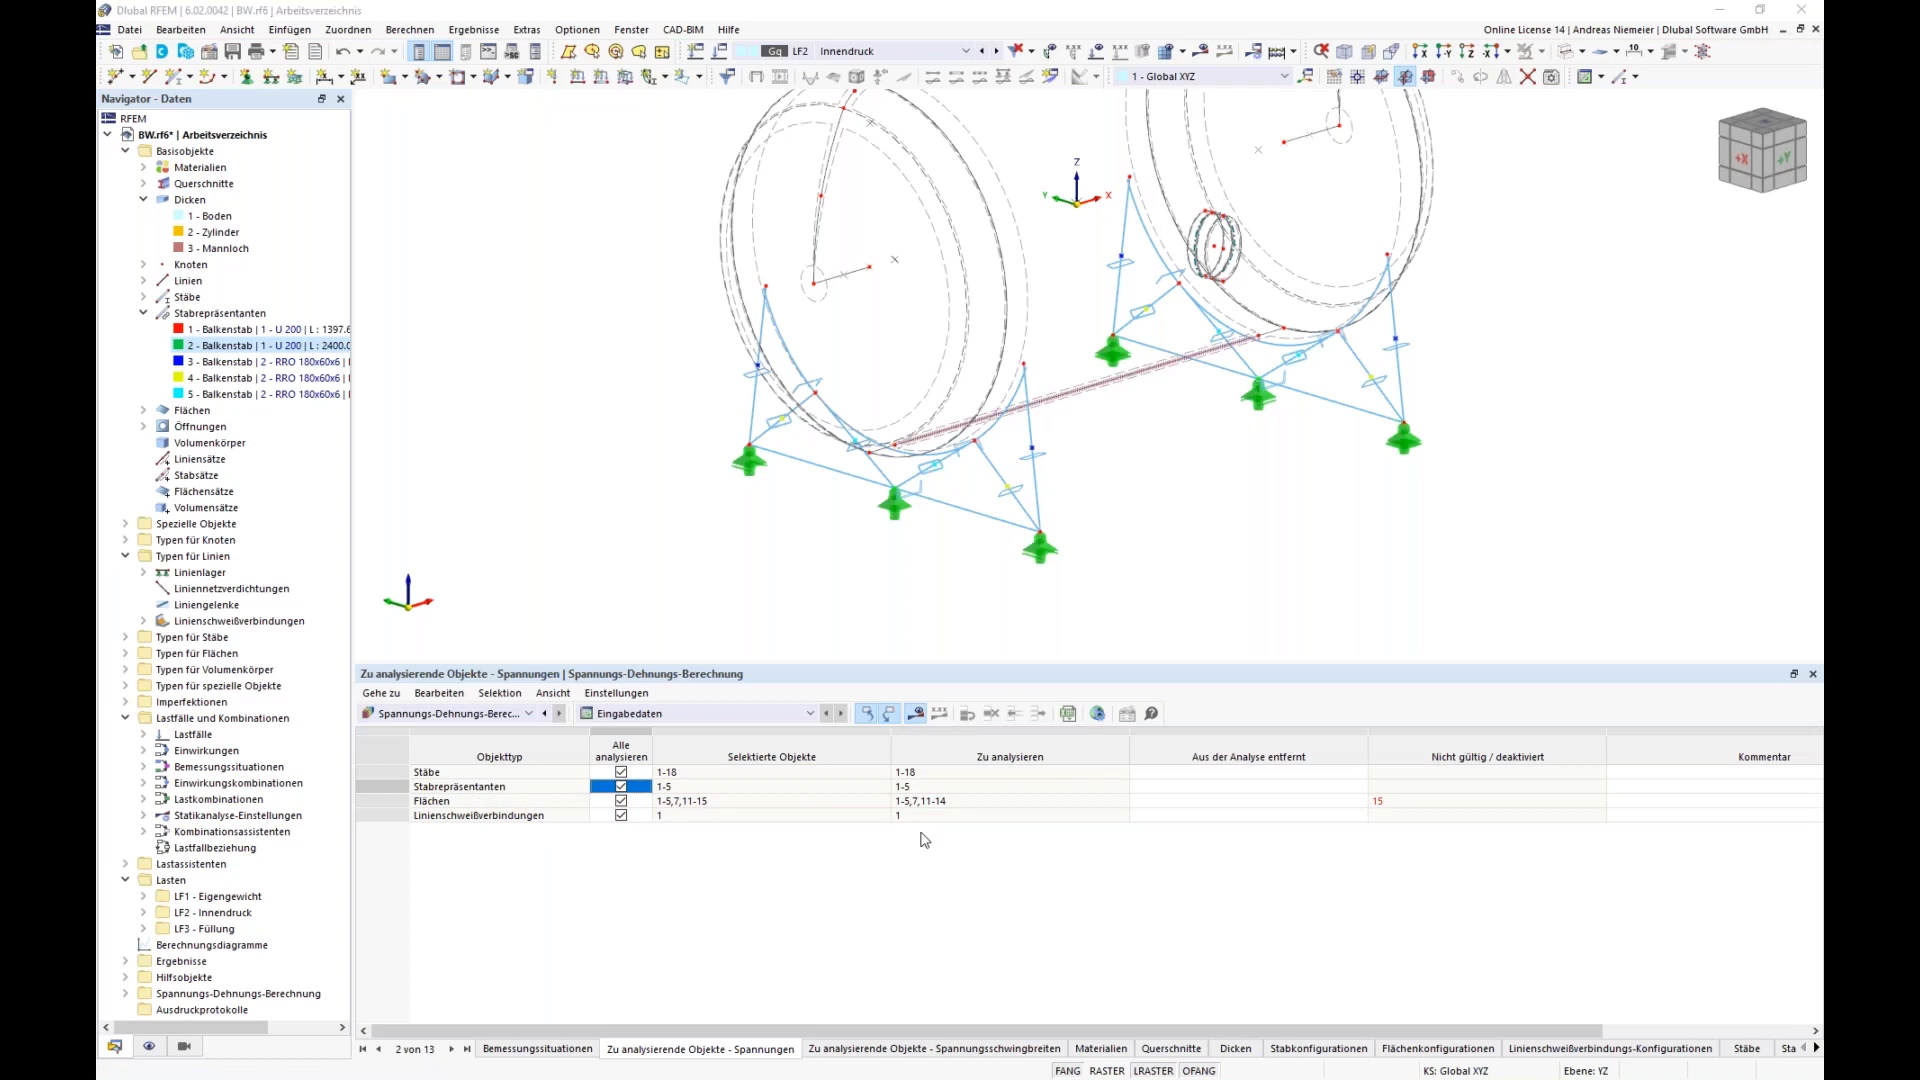 Dlubal RFEM | 6.02.0042 | BW.rf6 | Arbeitsverzeichnis
Datei Bearbeiten Ansicht Einfügen Zuordnen Berechnen Ergebnisse Extras Optionen Fenster CAD-BIM Hilfe Online License 14 | Andreas Niemeier | Dlubal Software GmbH
Gq LF2 Innendruck
1 - Global XYZ
Navigator - Daten
RFEM
BW.rf6* | Arbeitsverzeichnis
Basisobjekte
Materialien
Querschnitte
Dicken
1 - Boden
2 - Zylinder
3 - Mannloch
Knoten
Linien
Stäbe
Stabrepräsentanten
1 - Balkenstab | 1 - U 200 | L : 1397.6
2 - Balkenstab | 1 - U 200 | L : 2400.0
3 - Balkenstab | 2 - RRO 180x60x6 |
4 - Balkenstab | 2 - RRO 180x60x6 |
5 - Balkenstab | 2 - RRO 180x60x6 |
Flächen
Öffnungen
Volumenkörper
Liniensätze
Stabsätze
Flächensätze
Volumensätze
Spezielle Objekte
Typen für Knoten
Typen für Linien
Linienlager
Liniennetzverdichtungen
Liniengelenke
Linienschweißverbindungen
Typen für Stäbe
Typen für Flächen
Typen für Volumenkörper
Typen für spezielle Objekte
Imperfektionen
Lastfälle und Kombinationen
Lastfälle
Einwirkungen
Bemessungssituationen
Einwirkungskombinationen
Lastkombinationen
Statikanalyse-Einstellungen
Kombinationsassistenten
Lastfallbeziehung
Lastassistenten
Lasten
LF1 - Eigengewicht
LF2 - Innendruck
LF3 - Füllung
Berechnungsdiagramme
Ergebnisse
Hilfsobjekte
Spannungs-Dehnungs-Berechnung
Ausdruckprotokolle
Z
Y X
+X +Y
Zu analysierende Objekte - Spannungen | Spannungs-Dehnungs-Berechnung
Gehe zu Bearbeiten Selektion Ansicht Einstellungen
Spannungs-Dehnungs-Berec... Eingabedaten
Objekttyp Alle analysieren Selektierte Objekte Zu analysieren Aus der Analyse entfernt Nicht gültig / deaktiviert Kommentar
Stäbe 1-18 1-18
Stabrepräsentanten 1-5 1-5
Flächen 1-5,7,11-15 1-5,7,11-14 15
Linienschweißverbindungen 1 1
2 von 13 Bemessungssituationen Zu analysierende Objekte - Spannungen Zu analysierende Objekte - Spannungsschwingbreiten Materialien Querschnitte Dicken Stabkonfigurationen Flächenkonfigurationen Linienschweißverbindungs-Konfigurationen Stäbe Sta
FANG RASTER LRASTER OFANG KS: Global XYZ Ebene: YZ